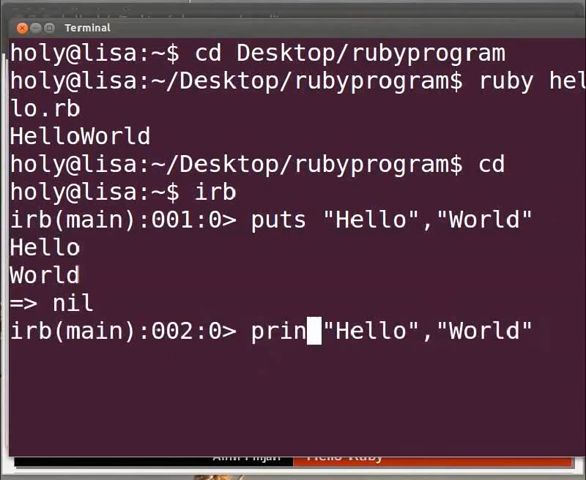 Terminal
holy@lisa:~$ cd Desktop/rubyprogram
holy@lisa:~/Desktop/rubyprogram$ ruby hel
lo.rb
HelloWorld
holy@lisa:~/Desktop/rubyprogram$ cd
holy@lisa:~$ irb
irb(main):001:0> puts "Hello","World"
Hello
World
=> nil
irb(main):002:0> prin "Hello","World"
Hello Ruby